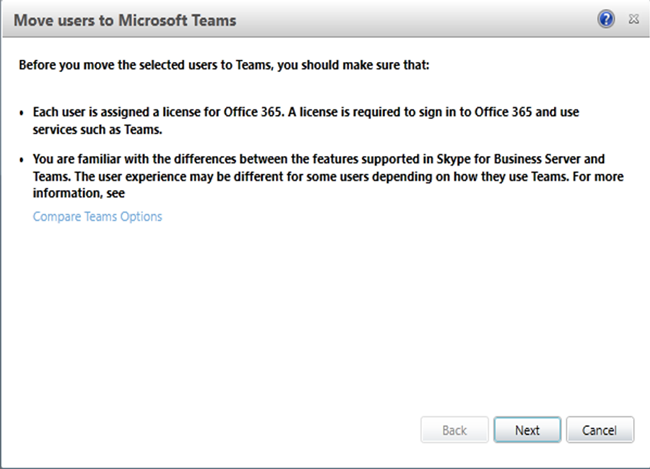 Move users to Microsoft Teams
Before you move the selected users to Teams, you should make sure that:
• Each user is assigned a license for Office 365. A license is required to sign in to Office 365 and use
services such as Teams.
• You are familiar with the differences between the features supported in Skype for Business Server and
Teams. The user experience may be different for some users depending on how they use Teams. For more
information, see
Compare Teams Options
Back Next Cancel